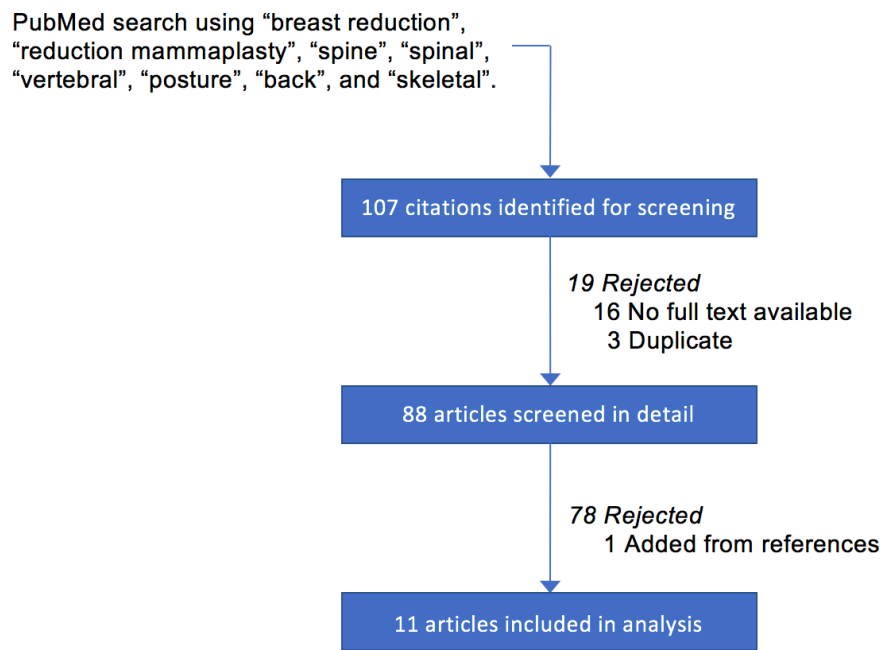 PubMed search using “breast reduction”,
“reduction mammaplasty”, “spine”, “spinal”,
“vertebral”, “posture”, “back”, and “skeletal”.
107 citations identified for screening
19 Rejected
16 No full text available
3 Duplicate
88 articles screened in detail
78 Rejected
1 Added from references
11 articles included in analysis